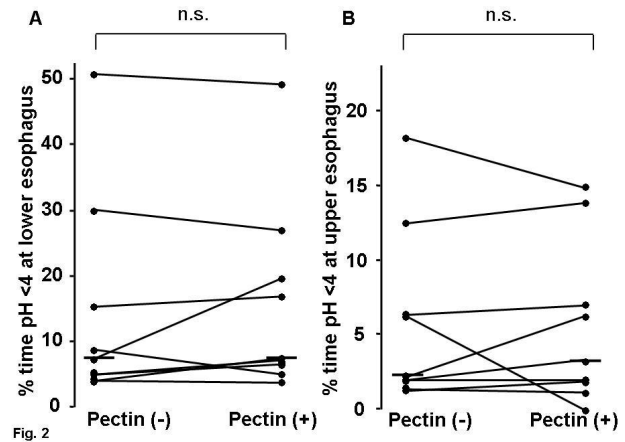 A
n.s.
% time pH <4 at lower esophagus
50
40
30
20
10
0
Pectin (-)
Pectin (+)
B
n.s.
% time pH <4 at upper esophagus
20
15
10
5
0
Pectin (-)
Pectin (+)
Fig. 2